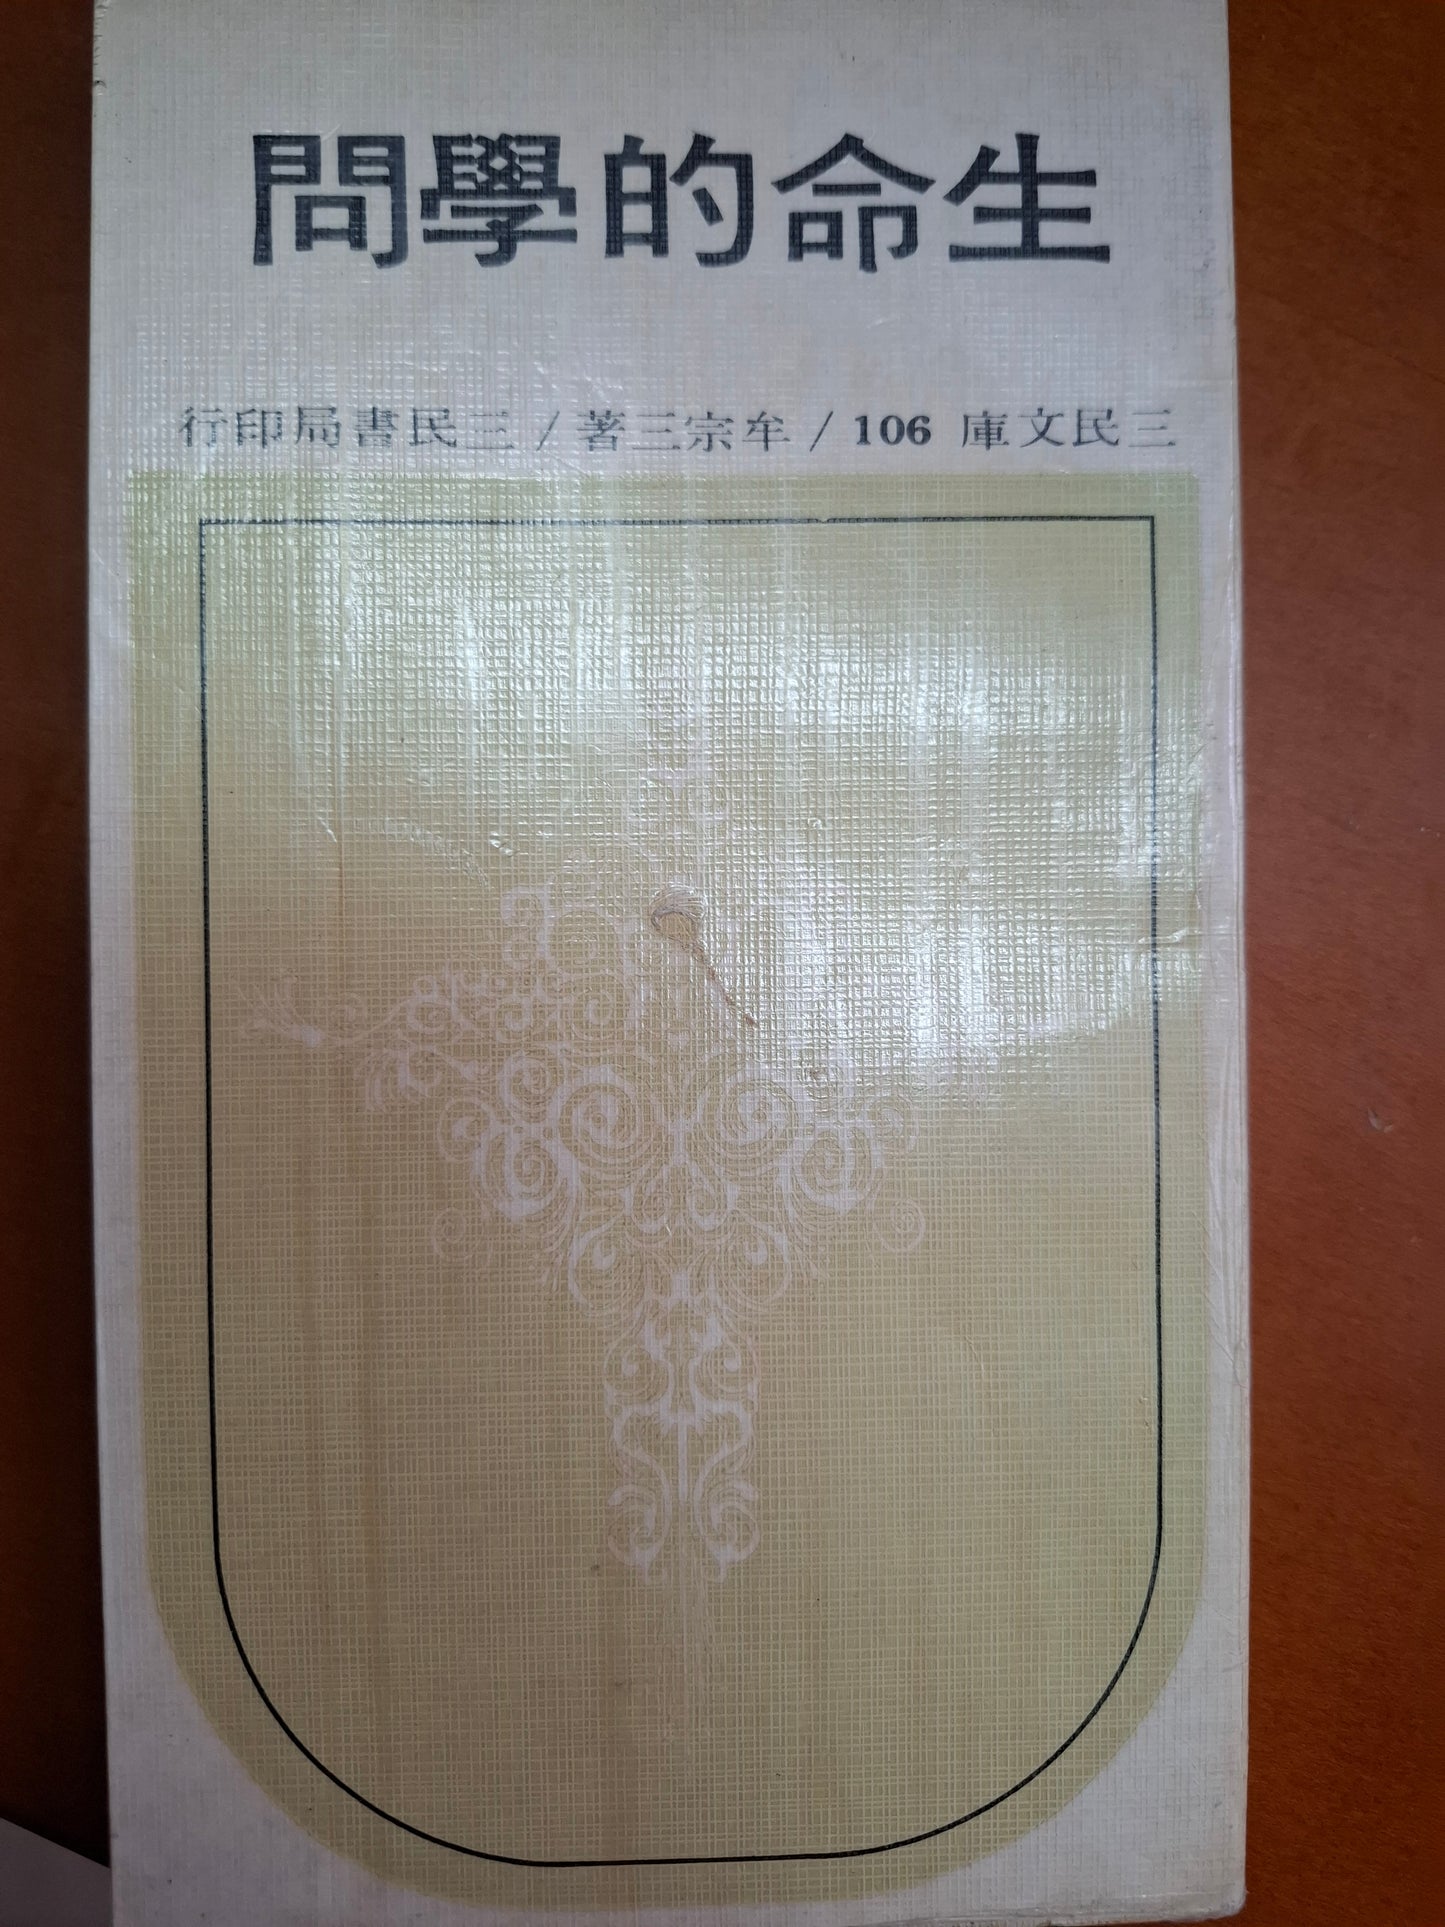 生命的學問
三民文庫 106 / 牟宗三著 / 三民書局印行